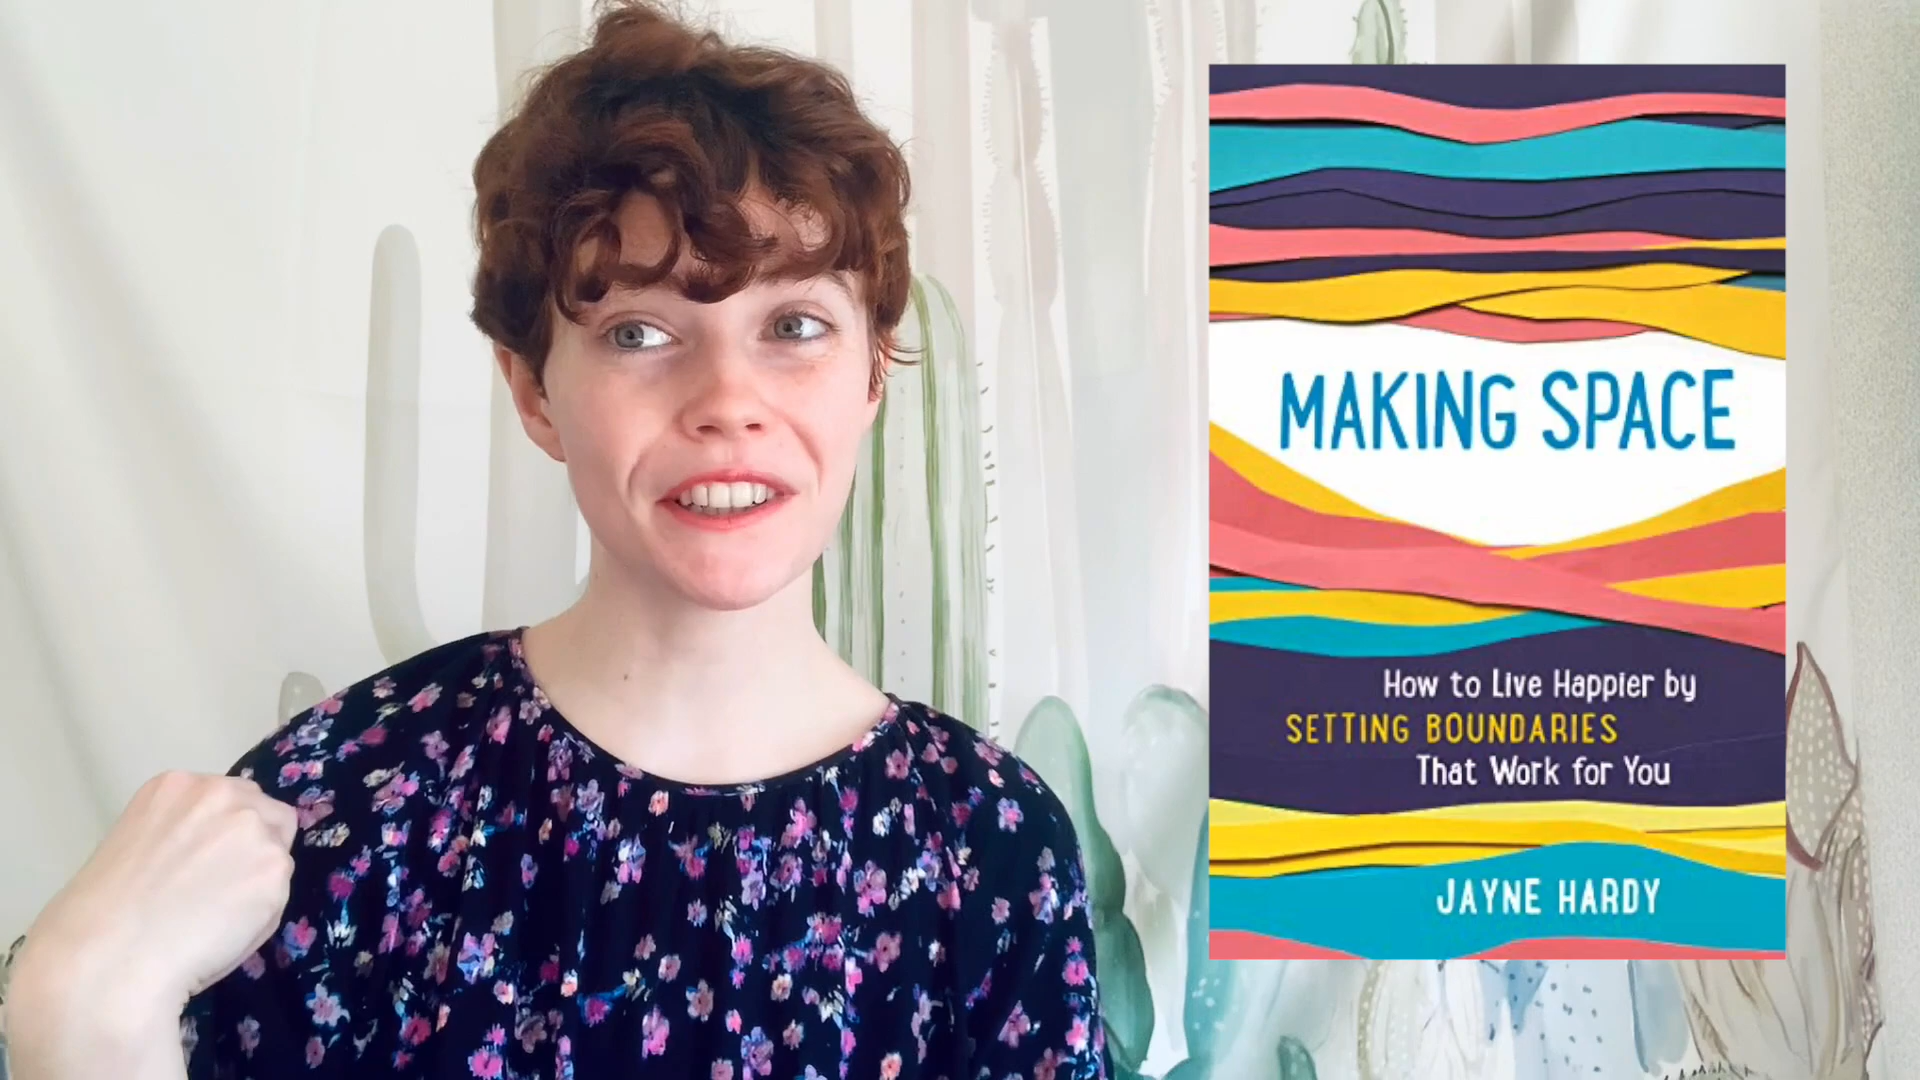 MAKING SPACE
How to Live Happier by
SETTING BOUNDARIES
That Work for You
JAYNE HARDY